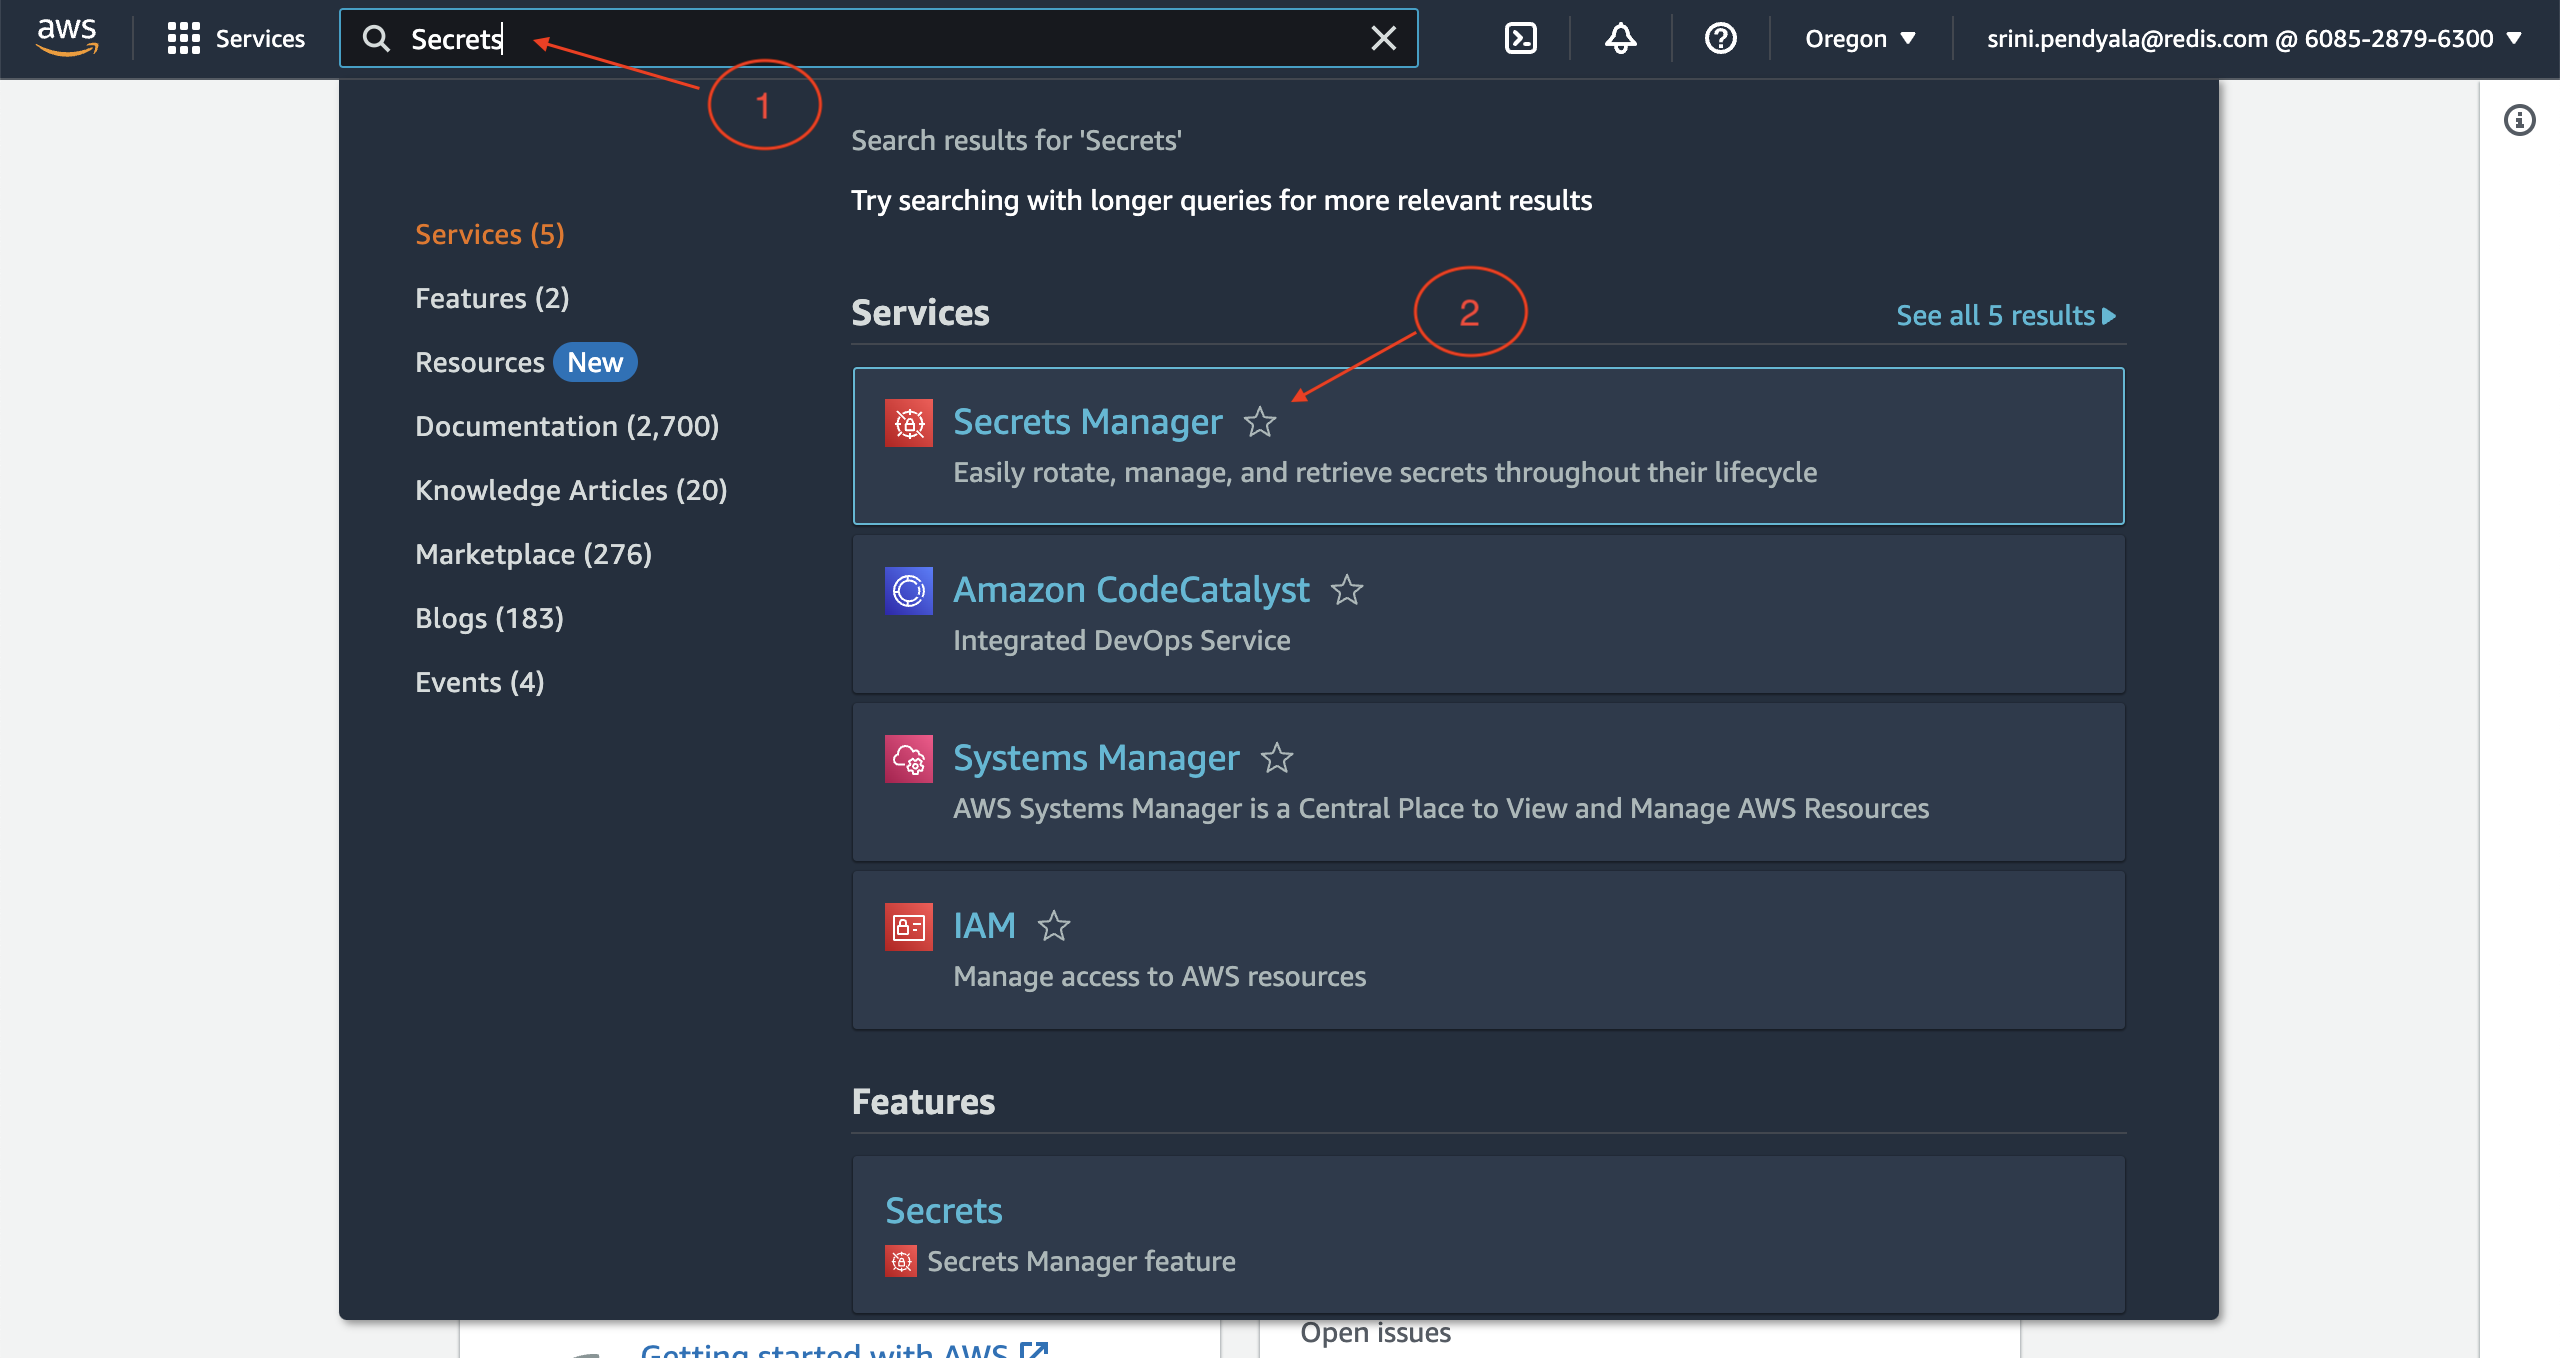 aws
Services
Secrets
Oregon
srini.pendyala@redis.com @ 6085-2879-6300
1
Search results for 'Secrets'
Try searching with longer queries for more relevant results
Services (5)
Features (2)
Resources New
Documentation (2,700)
Knowledge Articles (20)
Marketplace (276)
Blogs (183)
Events (4)
Services
2
See all 5 results
Secrets Manager
Easily rotate, manage, and retrieve secrets throughout their lifecycle
Amazon CodeCatalyst
Integrated DevOps Service
Systems Manager
AWS Systems Manager is a Central Place to View and Manage AWS Resources
IAM
Manage access to AWS resources
Features
Secrets
Secrets Manager feature
Getting started with AWS
Open issues